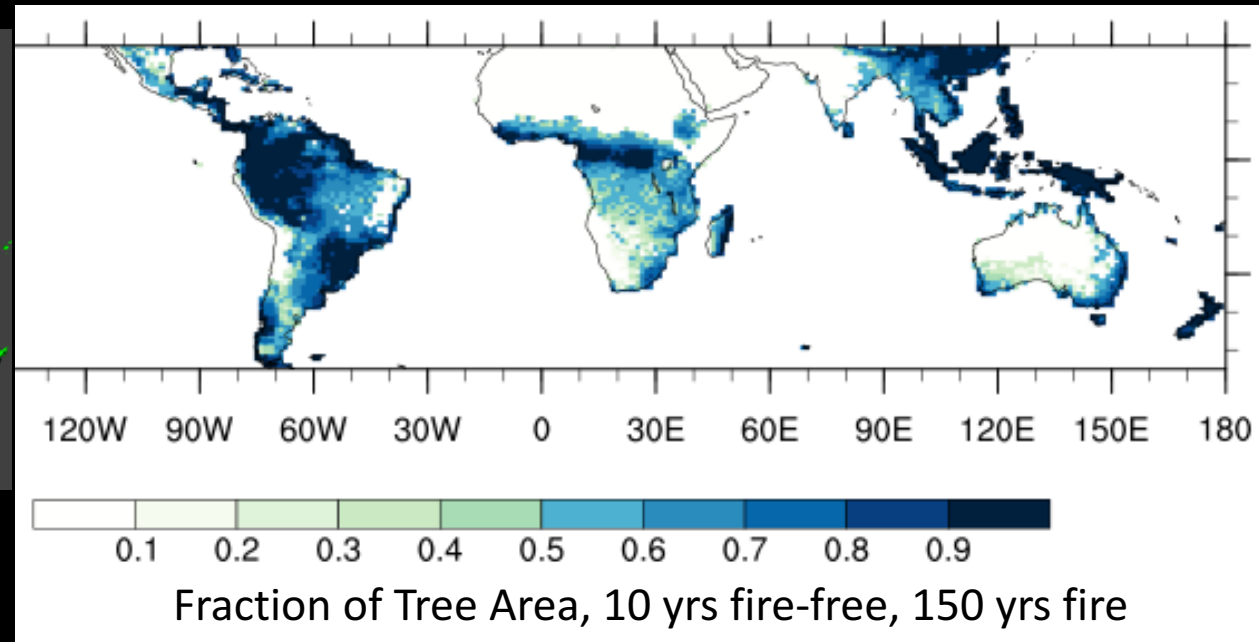 120W 90W 60W 30W 0 30E 60E 90E 120E 150E 180
0.1 0.2 0.3 0.4 0.5 0.6 0.7 0.8 0.9
Fraction of Tree Area, 10 yrs fire-free, 150 yrs fire